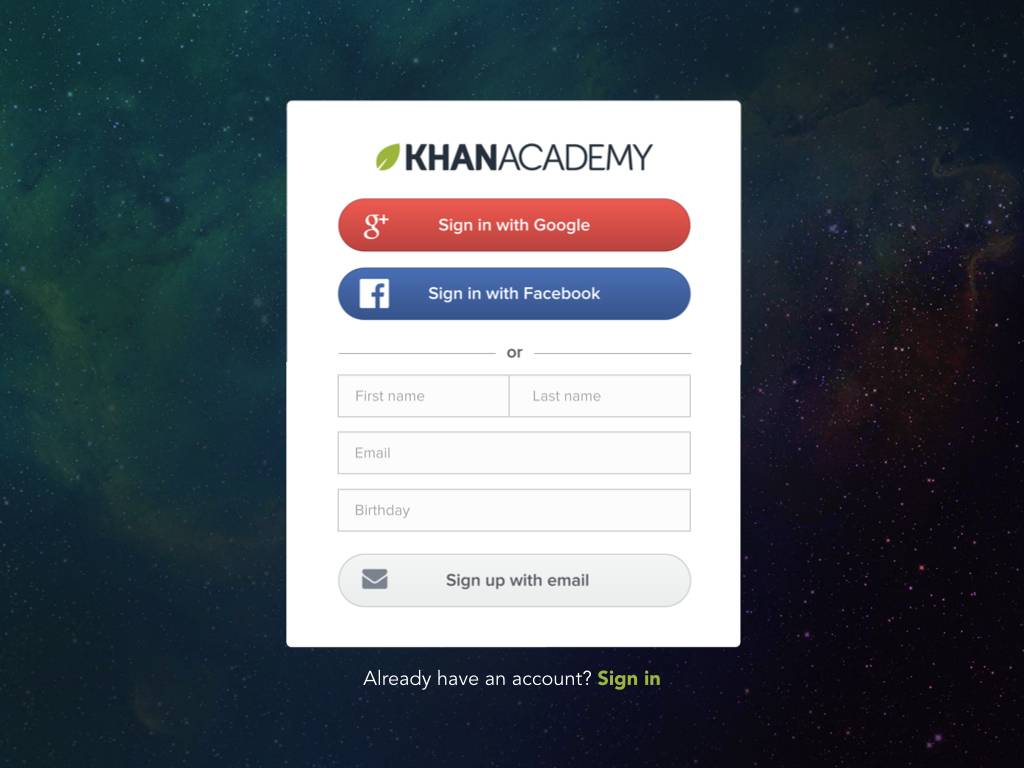 KHANACADEMY
g+ Sign in with Google
f Sign in with Facebook
or
First name Last name
Email
Birthday
Sign up with email
Already have an account? Sign in